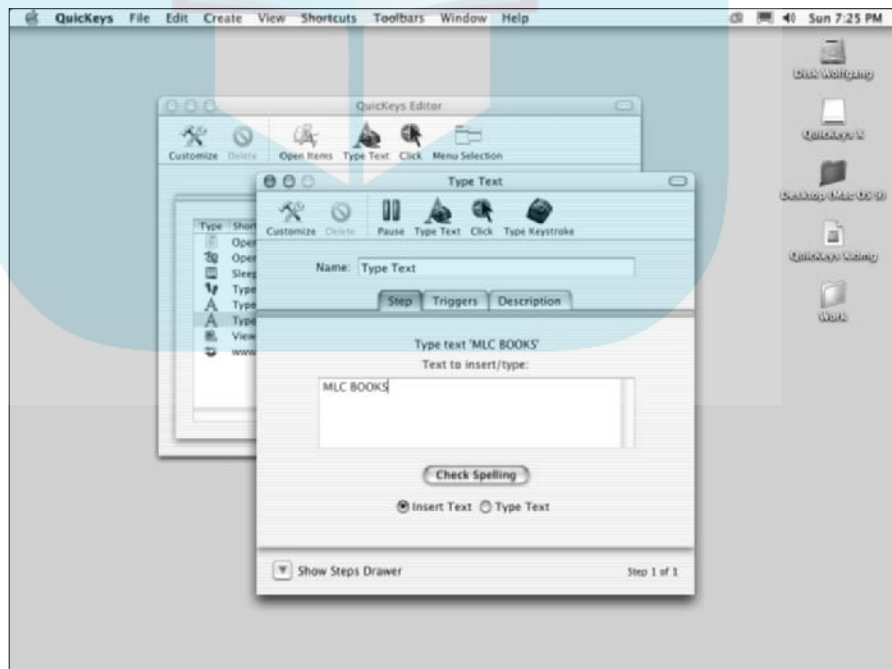 QuicKeys File Edit Create View Shortcuts Toolbars Window Help Sun 7:25 PM
Disk Wolfgang
QuicKeys X
Desktop (Mac OS 9)
Work
QuicKeys Editor
Customize Delete Open Items Type Text Click Menu Selection
Type Short
Open
Open
Sleep
Type
Type
Type
View
www
Type Text
Customize Delete Pause Type Text Click Type Keystroke
Name: Type Text
Step Triggers Description
Type text 'MLC BOOKS'
Text to insert/type:
MLC BOOKS
Check Spelling
Insert Text Type Text
Show Steps Drawer Step 1 of 1